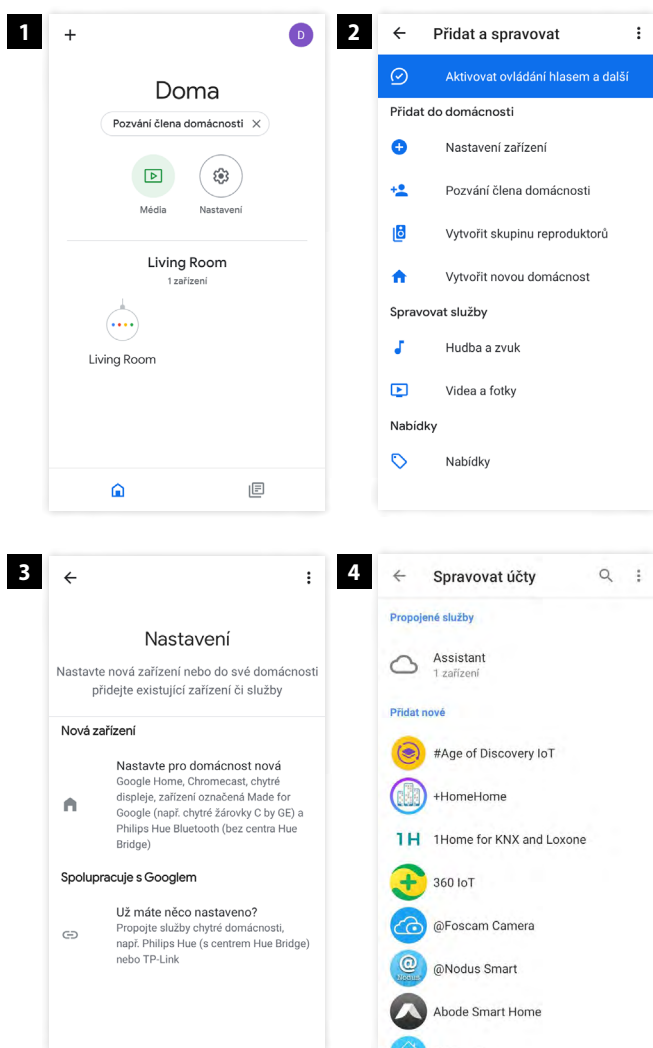 1
D
Doma
Pozvání člena domácnosti
Média
Nastavení
Living Room
1 zařízení
Living Room
2
Přidat a spravovat
Aktivovat ovládání hlasem a další
Přidat do domácnosti
Nastavení zařízení
Pozvání člena domácnosti
Vytvořit skupinu reproduktorů
Vytvořit novou domácnost
Spravovat služby
Hudba a zvuk
Videa a fotky
Nabídky
Nabídky
3
Nastavení
Nastavte nová zařízení nebo do své domácnosti
přidejte existující zařízení či služby
Nová zařízení
Nastavte pro domácnost nová
Google Home, Chromecast, chytré
displeje, zařízení označená Made for
Google (např. chytré žárovky C by GE) a
Philips Hue Bluetooth (bez centra Hue
Bridge)
Spolupracuje s Googlem
Už máte něco nastaveno?
Propojte služby chytré domácnosti,
např. Philips Hue (s centrem Hue Bridge)
nebo TP-Link
4
Spravovat účty
Propojené služby
Assistant
1 zařízení
Přidat nové
#Age of Discovery IoT
+HomeHome
1H 1Home for KNX and Loxone
360 IoT
@Foscam Camera
@ Nodus
@Nodus Smart
Abode Smart Home